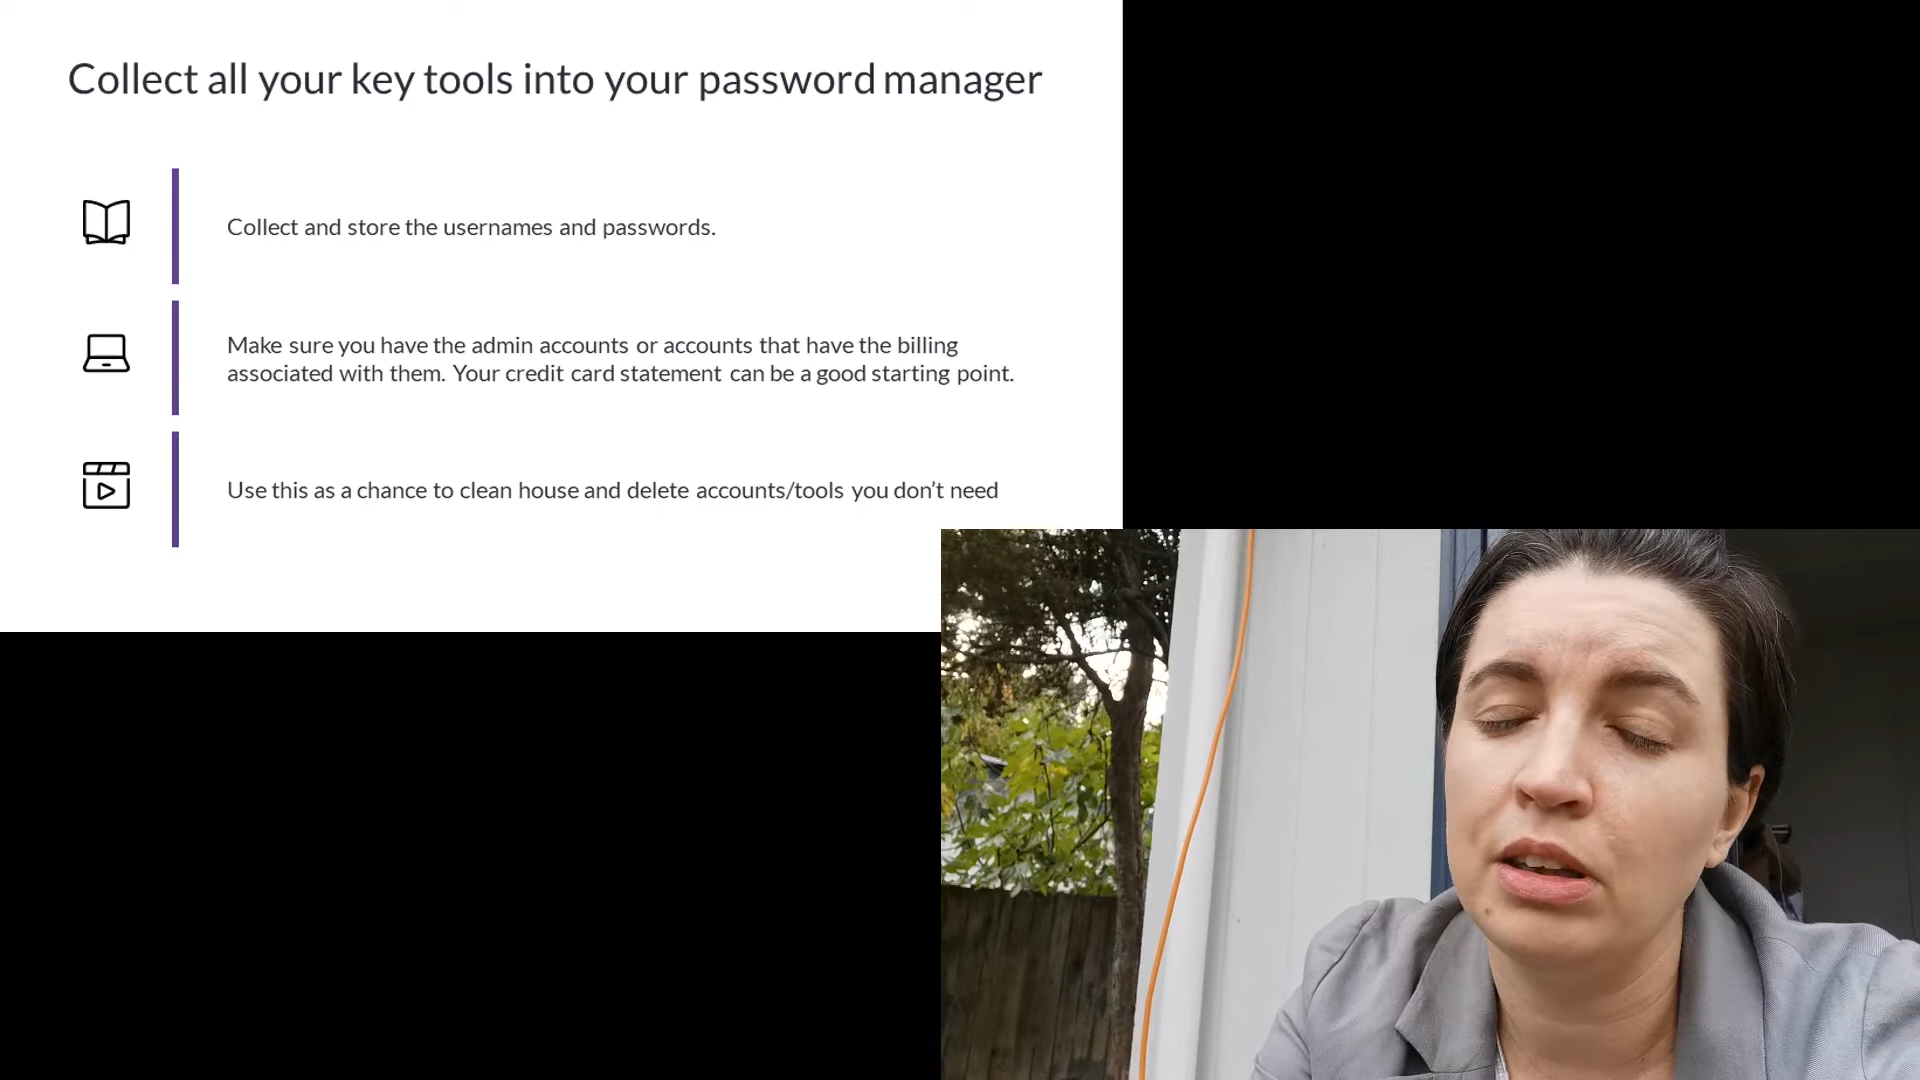 Collect all your key tools into your password manager
Collect and store the usernames and passwords.
Make sure you have the admin accounts or accounts that have the billing
associated with them. Your credit card statement can be a good starting point.
Use this as a chance to clean house and delete accounts/tools you don’t need